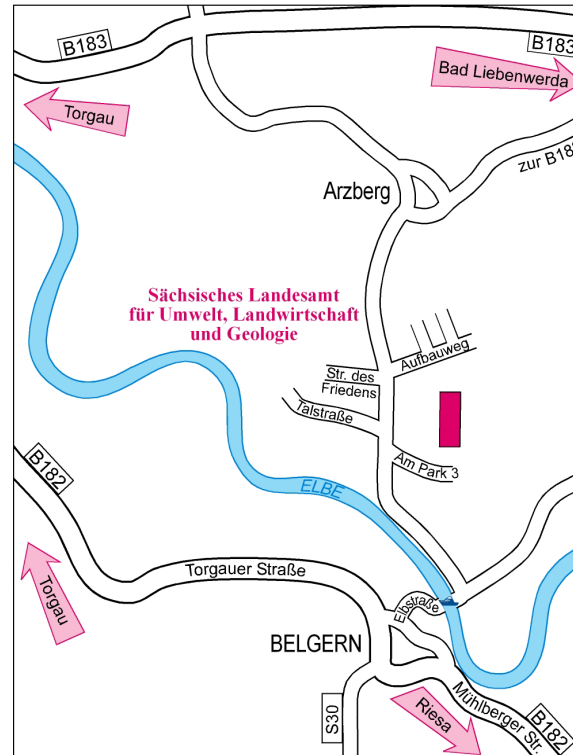 B183
B183
Bad Liebenwerda
Torgau
zur B18
Arzberg
Sächsisches Landesamt
für Umwelt, Landwirtschaft
und Geologie
Aufbauweg
Str. des
Friedens
Talstraße
Am Park 3
B182
ELBE
Torgauer Straße
Torgau
Elbstraße
BELGERN
Mühlberger Str.
Riesa
S30
B182